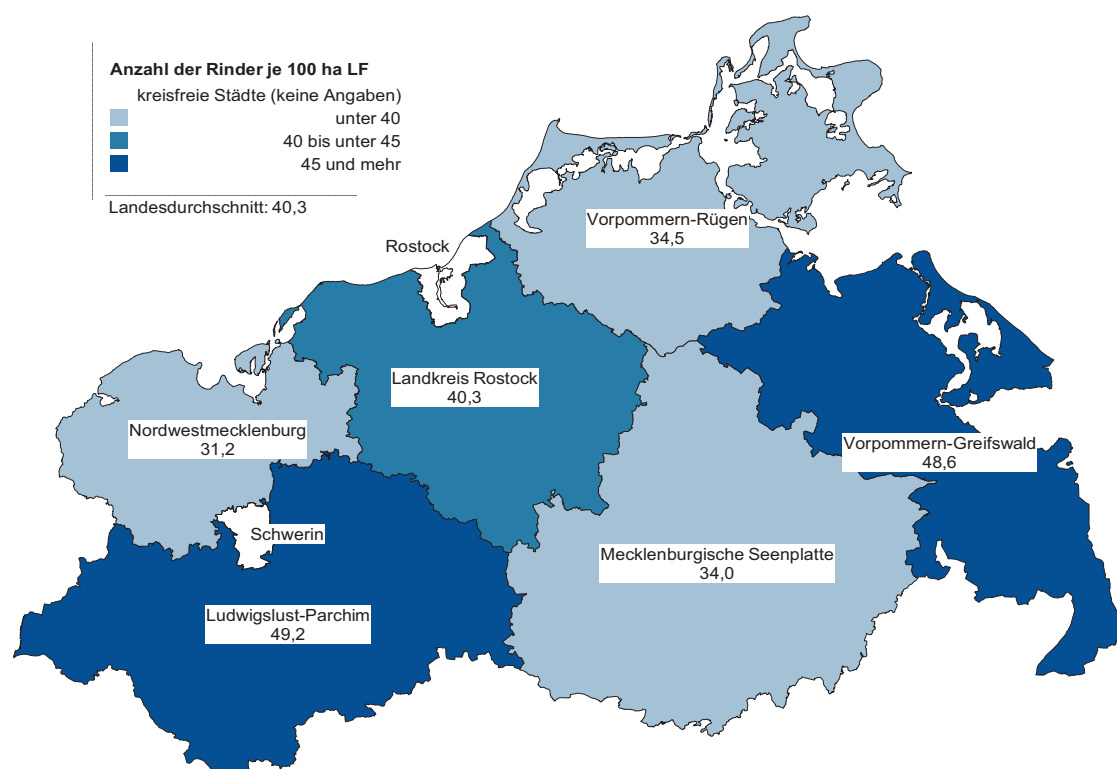 Anzahl der Rinder je 100 ha LF
kreisfreie Städte (keine Angaben)
unter 40
40 bis unter 45
45 und mehr
Landesdurchschnitt: 40,3
Vorpommern-Rügen
34,5
Rostock
Landkreis Rostock
40,3
Nordwestmecklenburg
31,2
Vorpommern-Greifswald
48,6
Schwerin
Mecklenburgische Seenplatte
34,0
Ludwigslust-Parchim
49,2